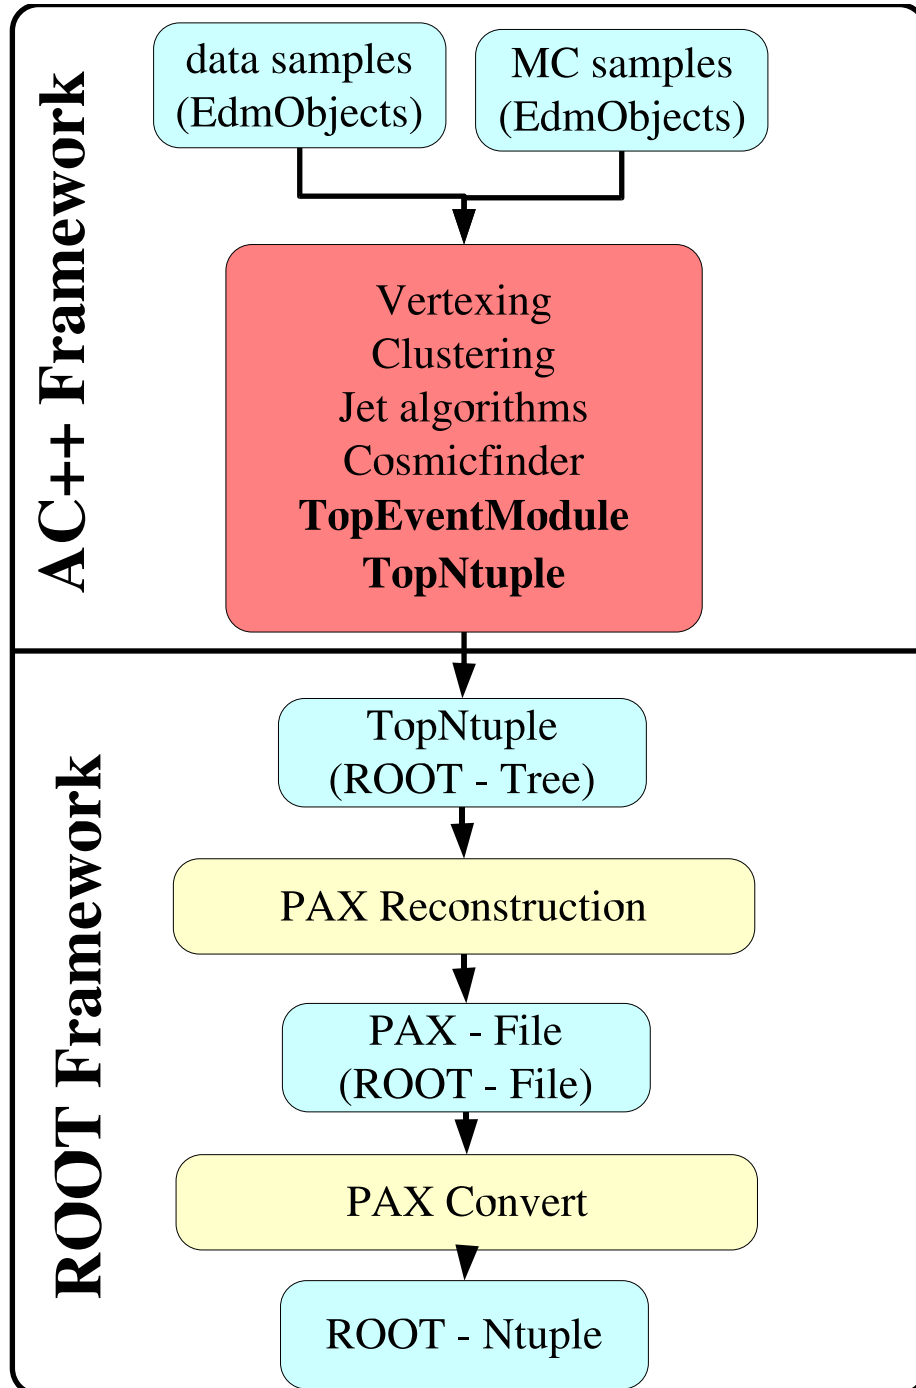 AC++ Framework
data samples
(EdmObjects)
MC samples
(EdmObjects)
Vertexing
Clustering
Jet algorithms
Cosmicfinder
TopEventModule
TopNtuple
ROOT Framework
TopNtuple
(ROOT - Tree)
PAX Reconstruction
PAX - File
(ROOT - File)
PAX Convert
ROOT - Ntuple